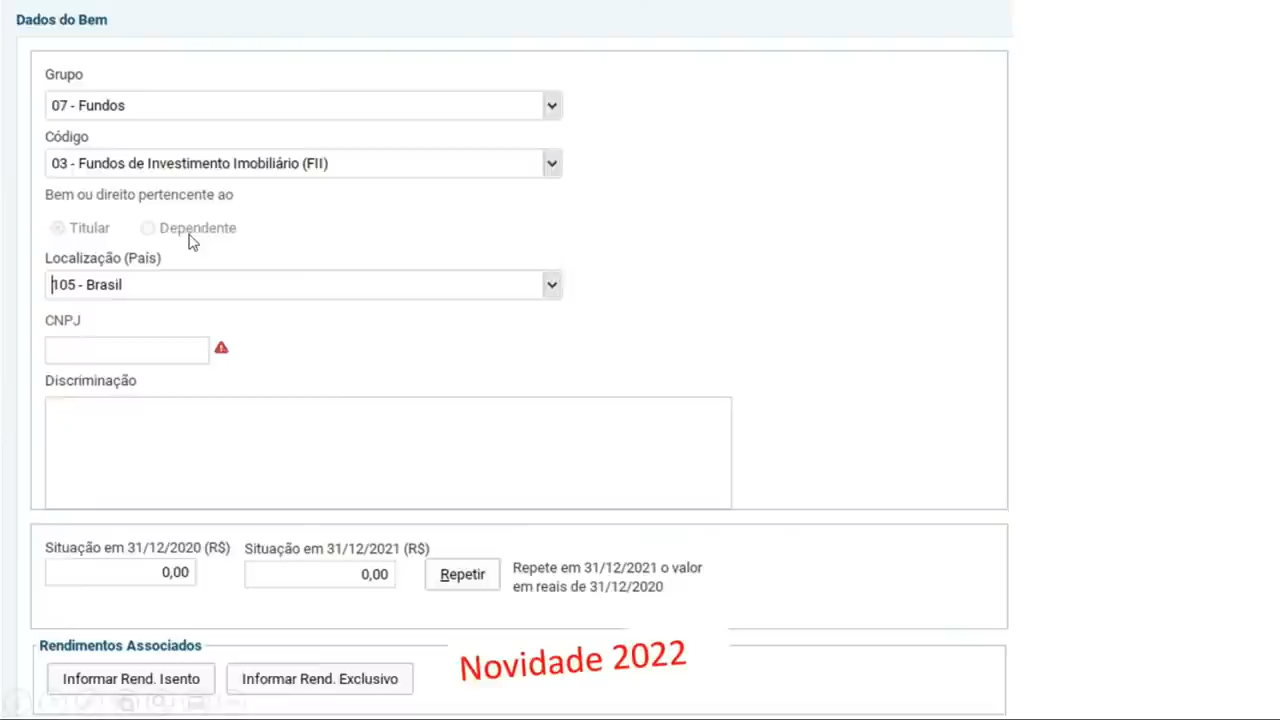 Dados do Bem
Grupo
07 - Fundos
Código
03 - Fundos de Investimento Imobiliário (FII)
Bem ou direito pertencente ao
Titular Dependente
Localização (País)
105 - Brasil
CNPJ
Discriminação
Situação em 31/12/2020 (R$) Situação em 31/12/2021 (R$)
0,00 0,00 Repetir Repete em 31/12/2021 o valor
em reais de 31/12/2020
Rendimentos Associados
Novidade 2022
Informar Rend. Isento Informar Rend. Exclusivo